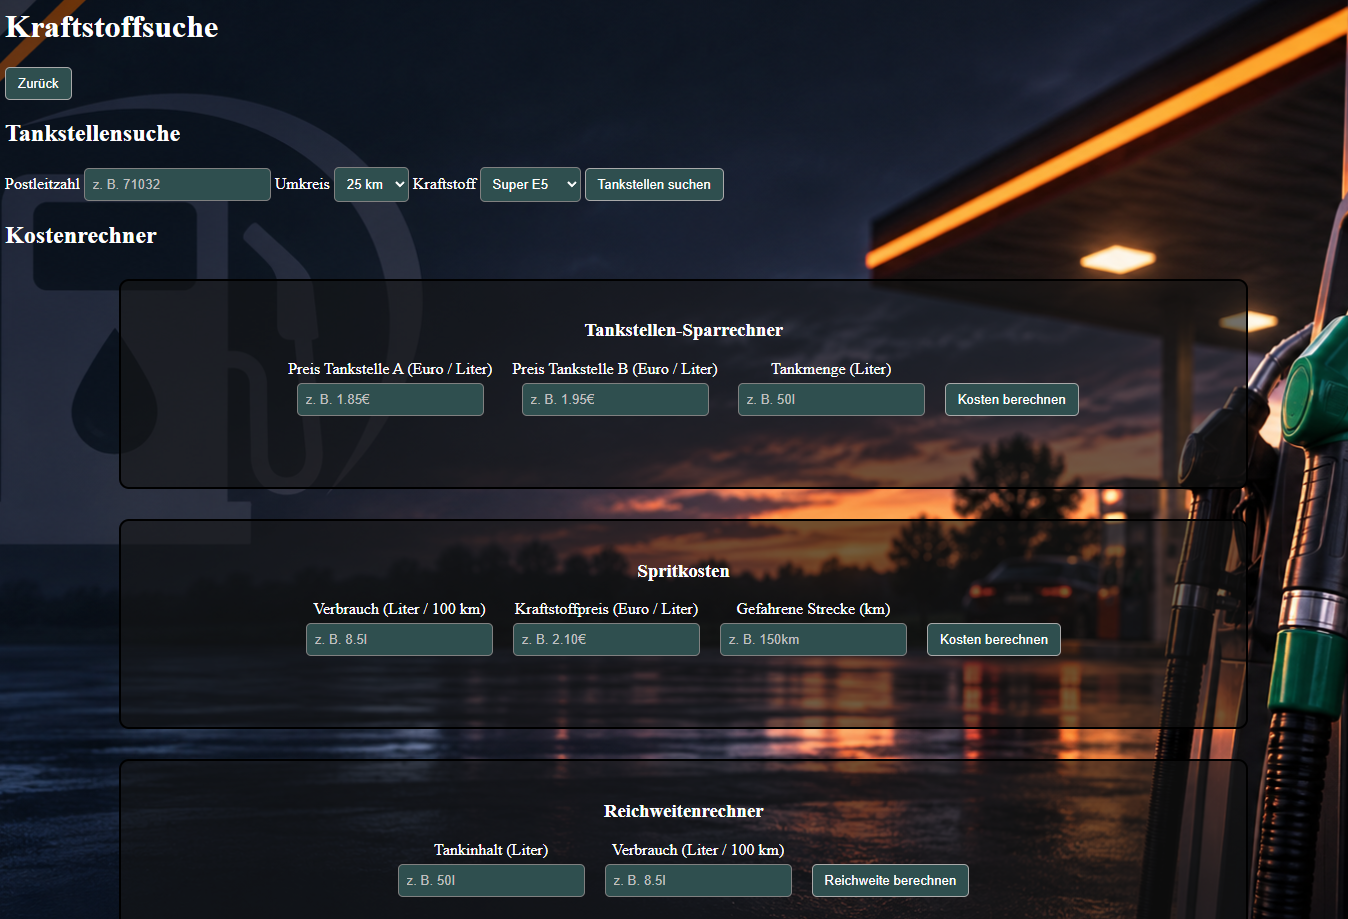 Kraftstoffsuche
Zurück
Tankstellensuche
Postleitzahl z. B. 71032 Umkreis 25 km Kraftstoff Super E5 Tankstellen suchen
Kostenrechner
Tankstellen-Sparrechner
Preis Tankstelle A (Euro / Liter) Preis Tankstelle B (Euro / Liter) Tankmenge (Liter)
z. B. 1.85€ z. B. 1.95€ z. B. 50l Kosten berechnen
Spritkosten
Verbrauch (Liter / 100 km) Kraftstoffpreis (Euro / Liter) Gefahrene Strecke (km)
z. B. 8.5l z. B. 2.10€ z. B. 150km Kosten berechnen
Reichweitenrechner
Tankinhalt (Liter) Verbrauch (Liter / 100 km)
z. B. 50l z. B. 8.5l Reichweite berechnen